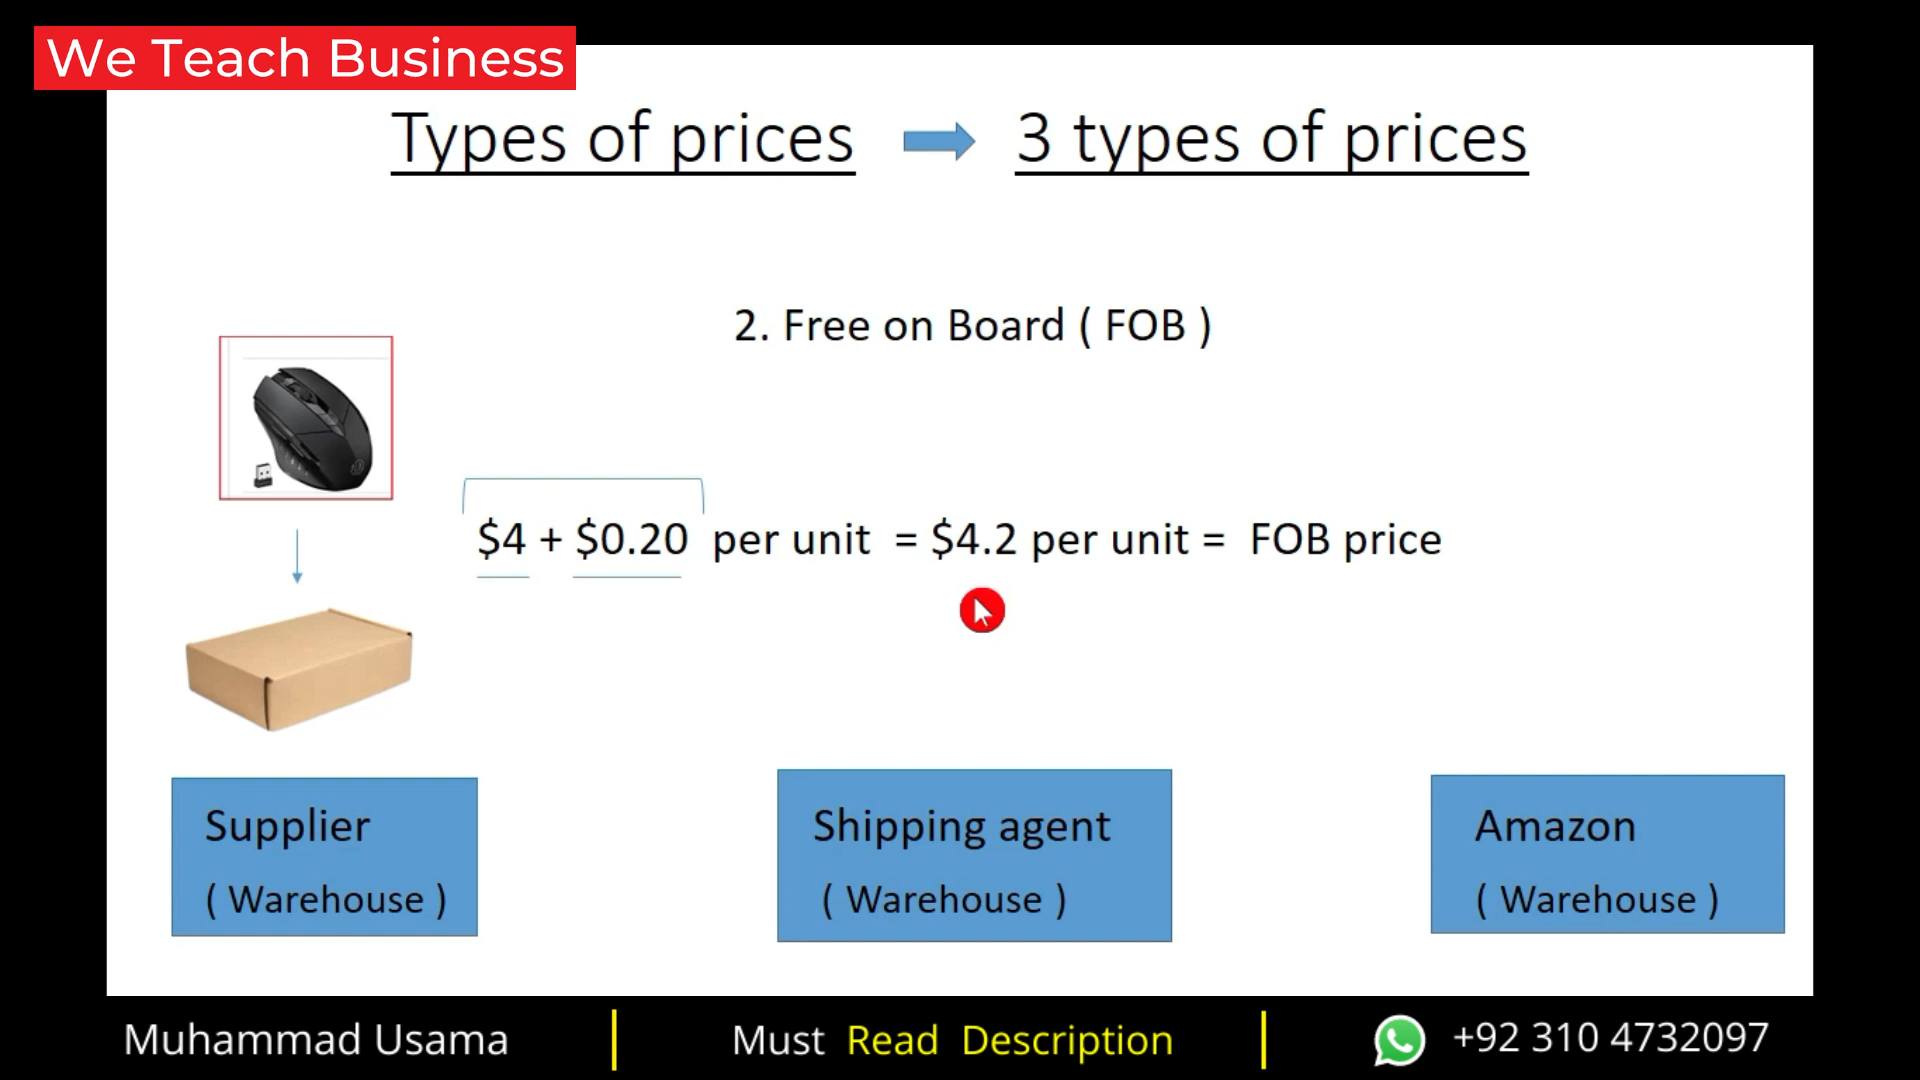 We Teach Business
Types of prices 3 types of prices
2. Free on Board ( FOB )
$4 + $0.20 per unit = $4.2 per unit = FOB price
Supplier
( Warehouse )
Shipping agent
( Warehouse )
Amazon
( Warehouse )
Muhammad Usama | Must Read Description | +92 310 4732097